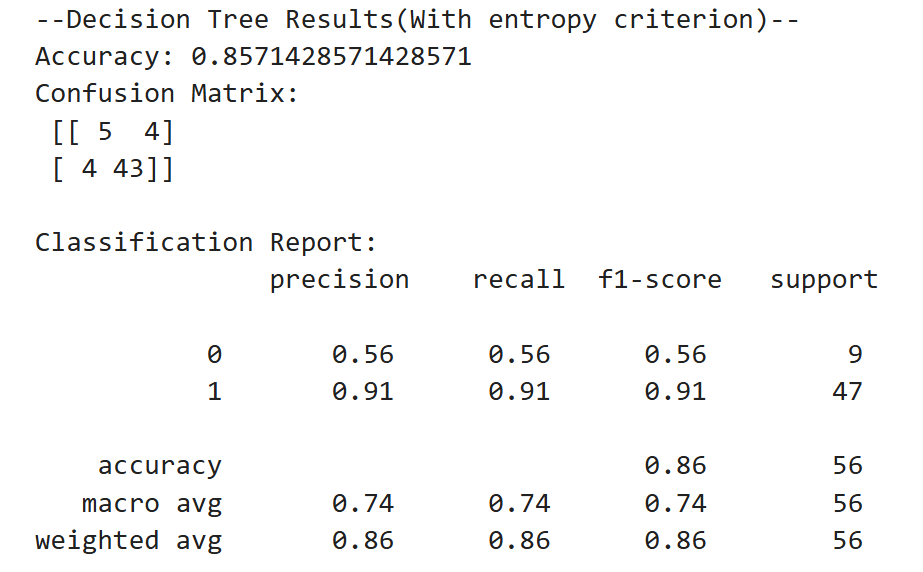 --Decision Tree Results(With entropy criterion)--
Accuracy: 0.8571428571428571
Confusion Matrix:
[[ 5  4]
[ 4 43]]
Classification Report:
precision    recall  f1-score   support
0       0.56      0.56      0.56         9
1       0.91      0.91      0.91        47
accuracy                           0.86        56
macro avg       0.74      0.74      0.74        56
weighted avg       0.86      0.86      0.86        56